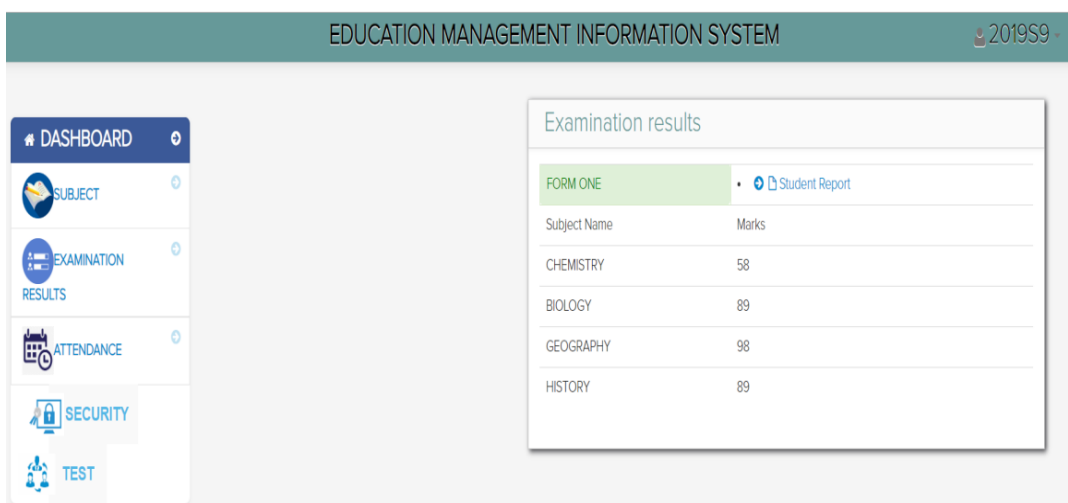 EDUCATION MANAGEMENT INFORMATION SYSTEM
2019S9
DASHBOARD
SUBJECT
EXAMINATION
RESULTS
ATTENDANCE
SECURITY
TEST
Examination results
FORM ONE • Student Report
Subject Name Marks
CHEMISTRY 58
BIOLOGY 89
GEOGRAPHY 98
HISTORY 89